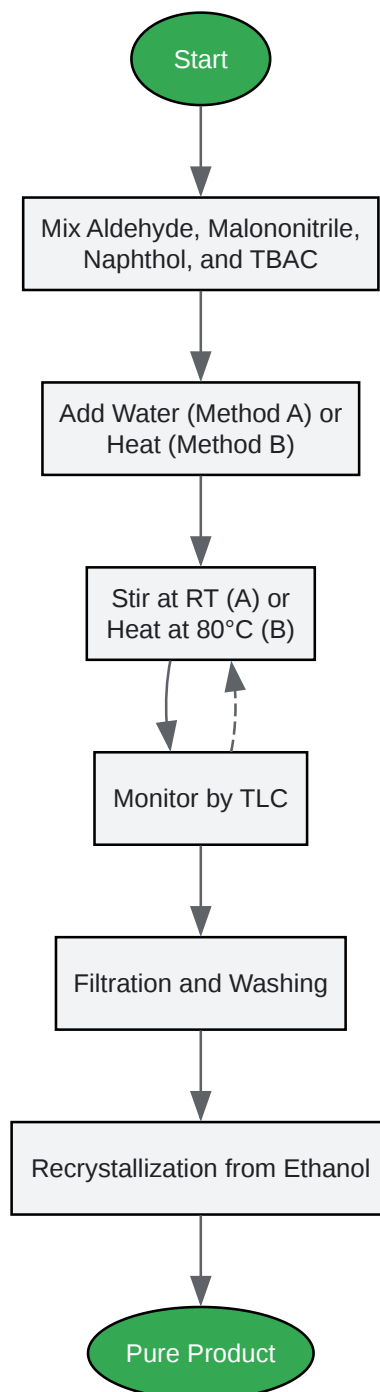 Start
Mix Aldehyde, Malononitrile,
Naphthol, and TBAC
Add Water (Method A) or
Heat (Method B)
Stir at RT (A) or
Heat at 80°C (B)
Monitor by TLC
Filtration and Washing
Recrystallization from Ethanol
Pure Product